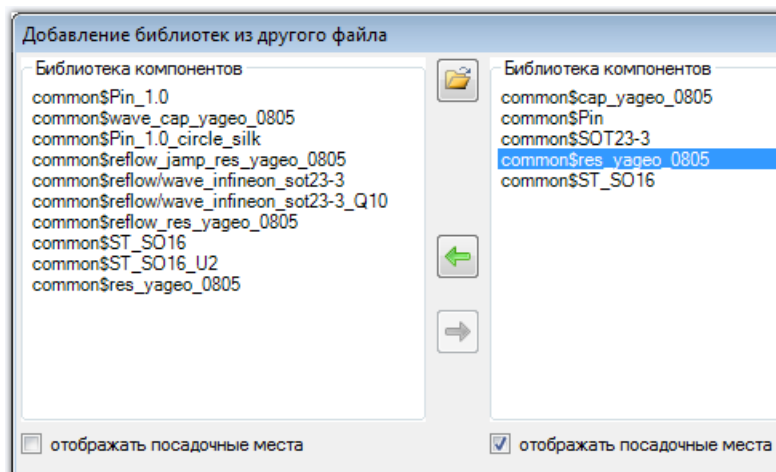 Добавление библиотек из другого файла
Библиотека компонентов
common$Pin_1.0
common$wave_cap_yageo_0805
common$Pin_1.0_circle_silk
common$reflow_jamp_res_yageo_0805
common$reflow/wave_infineon_sot23-3
common$reflow/wave_infineon_sot23-3_Q10
common$reflow_res_yageo_0805
common$ST_SO16
common$ST_SO16_U2
common$res_yageo_0805
отображать посадочные места
Библиотека компонентов
common$cap_yageo_0805
common$Pin
common$SOT23-3
common$res_yageo_0805
common$ST_SO16
отображать посадочные места